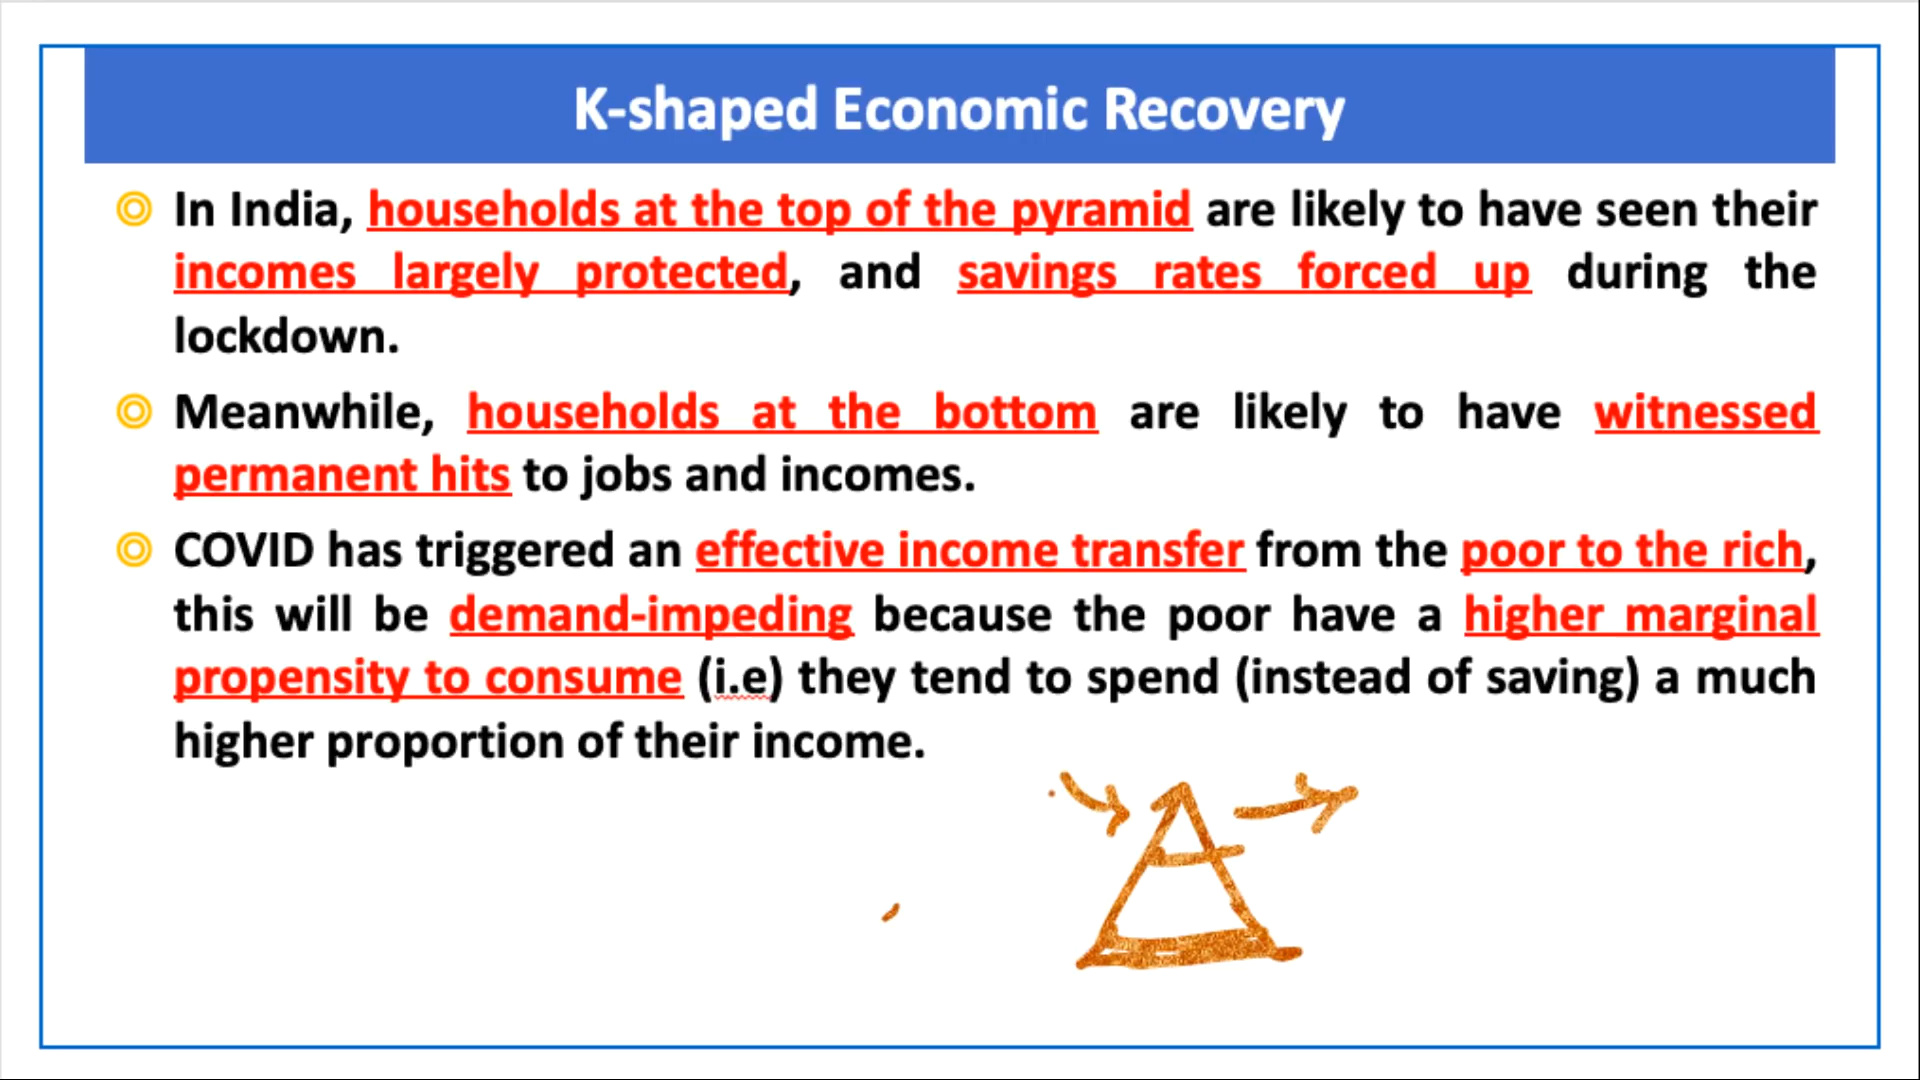 K-shaped Economic Recovery
In India, households at the top of the pyramid are likely to have seen their
incomes largely protected, and savings rates forced up during the
lockdown.
Meanwhile, households at the bottom are likely to have witnessed
permanent hits to jobs and incomes.
COVID has triggered an effective income transfer from the poor to the rich,
this will be demand-impeding because the poor have a higher marginal
propensity to consume (i.e) they tend to spend (instead of saving) a much
higher proportion of their income.